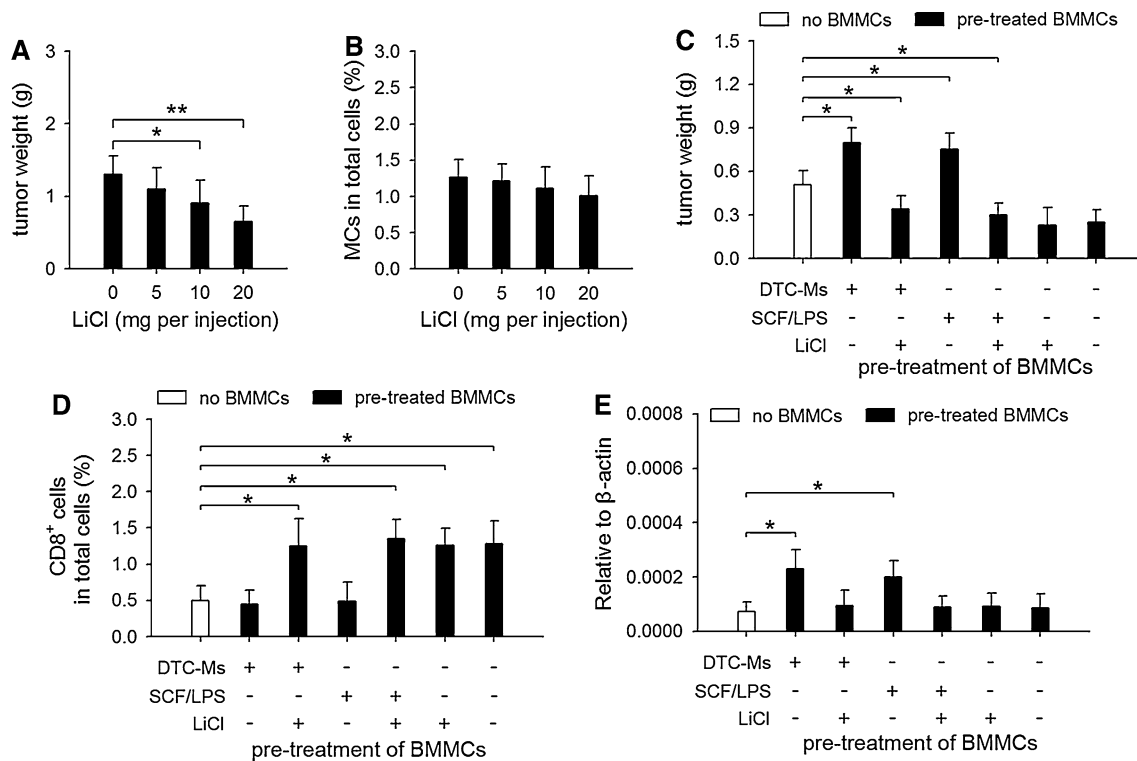 A
tumor weight (g)
3
2
1
0
**
*
0 5 10 20
LiCl (mg per injection)
B
MCs in total cells (%)
3.0
2.5
2.0
1.5
1.0
0.5
0.0
0 5 10 20
LiCl (mg per injection)
no BMMCs pre-treated BMMCs
C
tumor weight (g)
1.5
1.2
0.9
0.6
0.3
0.0
*
*
*
*
DTC-Ms + + - - - -
SCF/LPS - - + + - -
LiCl - + - + + -
pre-treatment of BMMCs
D
no BMMCs pre-treated BMMCs
CD8⁺ cells
in total cells (%)
3.0
2.5
2.0
1.5
1.0
0.5
0.0
*
*
*
*
DTC-Ms + + - - - -
SCF/LPS - - + + - -
LiCl - + - + + -
pre-treatment of BMMCs
E
no BMMCs pre-treated BMMCs
Relative to β-actin
0.0008
0.0006
0.0004
0.0002
0.0000
*
*
DTC-Ms + + - - - -
SCF/LPS - - + + - -
LiCl - + - + + -
pre-treatment of BMMCs